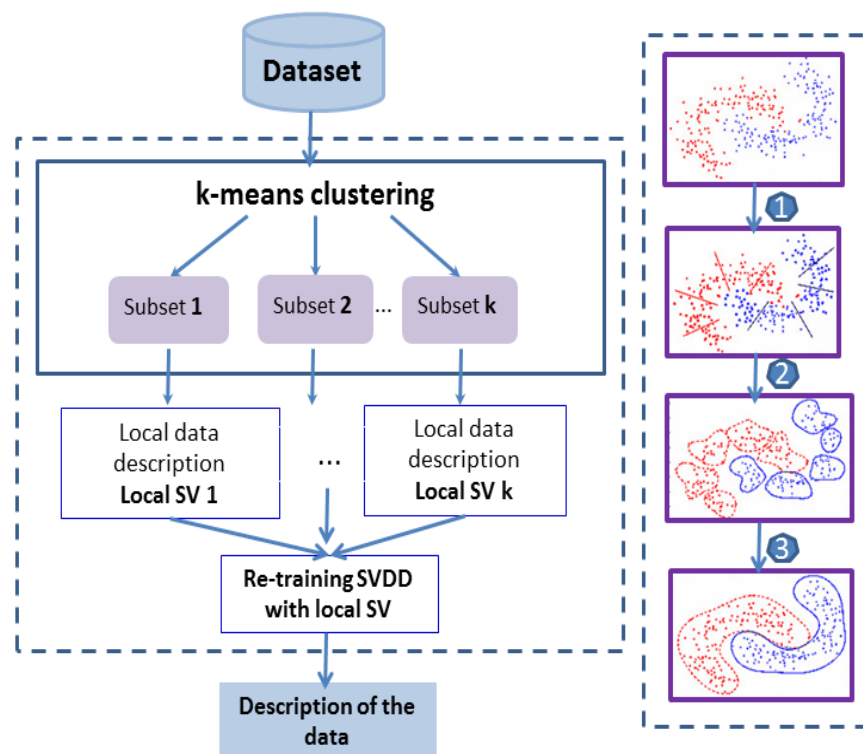 Dataset
k-means clustering
Subset 1
Subset 2
...
Subset k
Local data
description
Local SV 1
...
Local data
description
Local SV k
Re-training SVDD
with local SV
Description of the
data
1
2
3